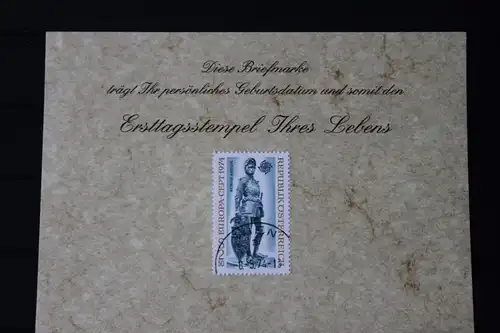 Diese Briefmarke
trägt Ihr persönliches Geburtsdatum und somit den
Ersttagsstempel Ihres Lebens
EUROPA CEPT 1974
REPUBLIK ÖSTERREICH